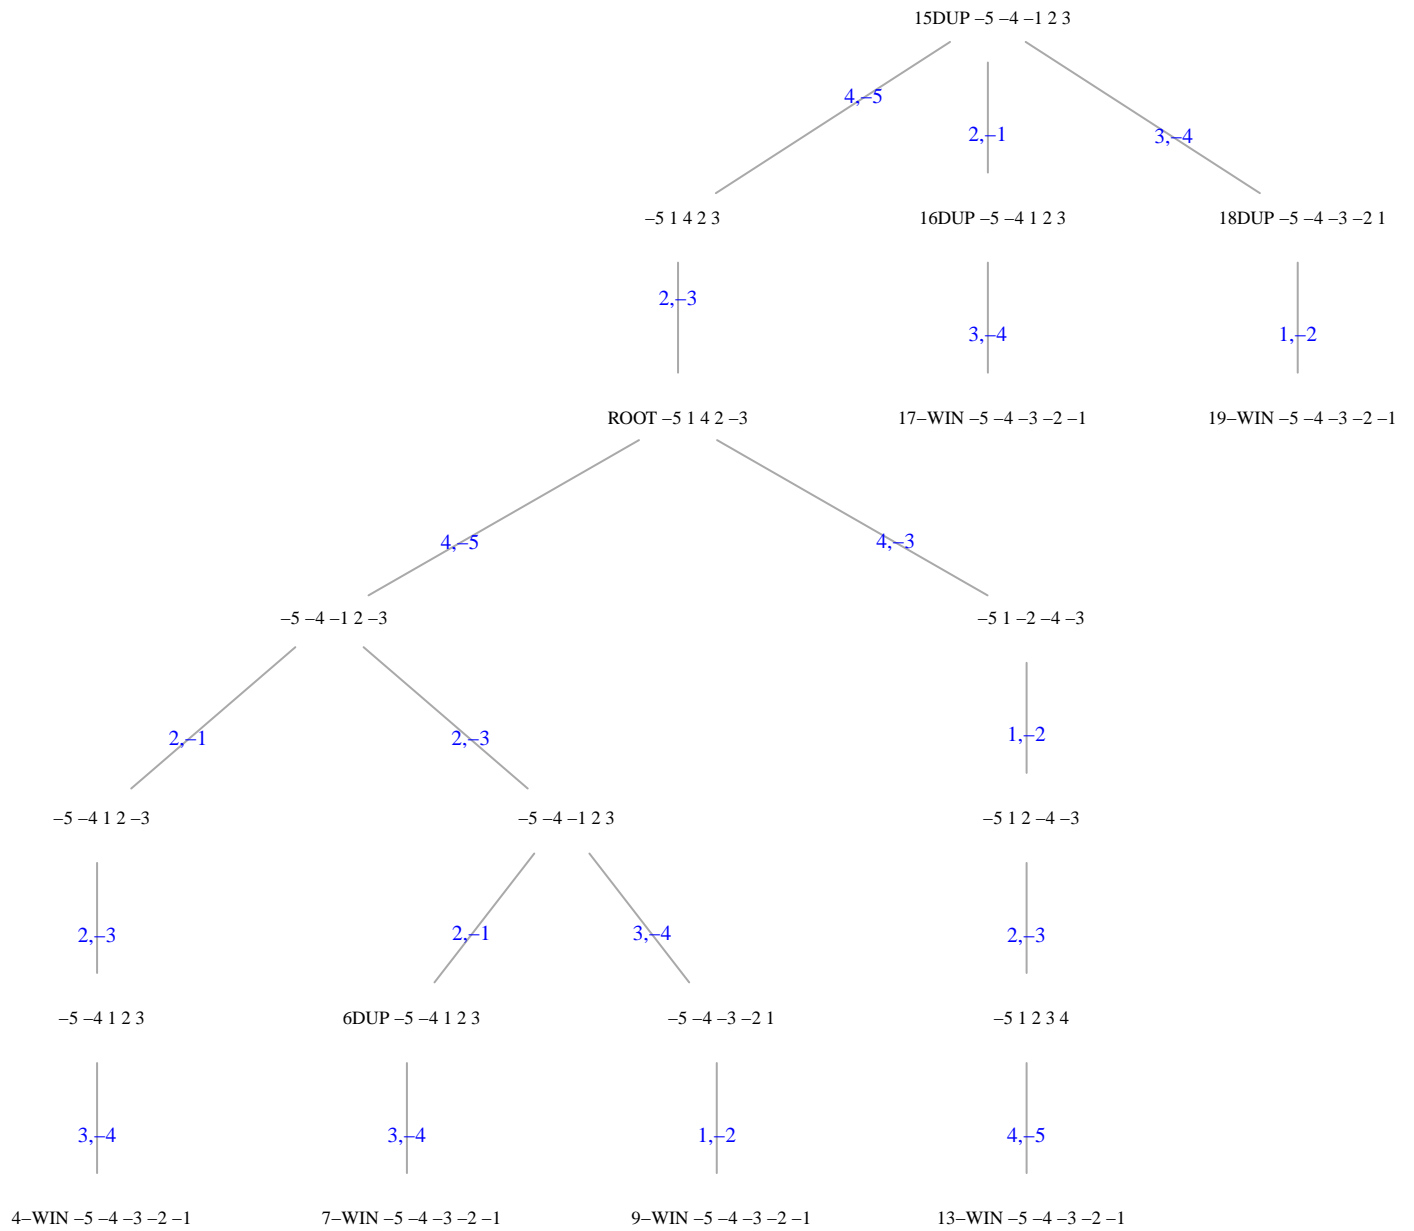 15DUP –5 –4 –1 2 3
4,–5
2,–1
3,–4
–5 1 4 2 3
16DUP –5 –4 1 2 3
18DUP –5 –4 –3 –2 1
2,–3
3,–4
1,–2
ROOT –5 1 4 2 –3
17–WIN –5 –4 –3 –2 –1
19–WIN –5 –4 –3 –2 –1
4,–5
4,–3
–5 –4 –1 2 –3
–5 1 –2 –4 –3
2,–1
2,–3
1,–2
–5 –4 1 2 –3
–5 –4 –1 2 3
–5 1 2 –4 –3
2,–3
2,–1
3,–4
2,–3
–5 –4 1 2 3
6DUP –5 –4 1 2 3
–5 –4 –3 –2 1
–5 1 2 3 4
3,–4
3,–4
1,–2
4,–5
4–WIN –5 –4 –3 –2 –1
7–WIN –5 –4 –3 –2 –1
9–WIN –5 –4 –3 –2 –1
13–WIN –5 –4 –3 –2 –1